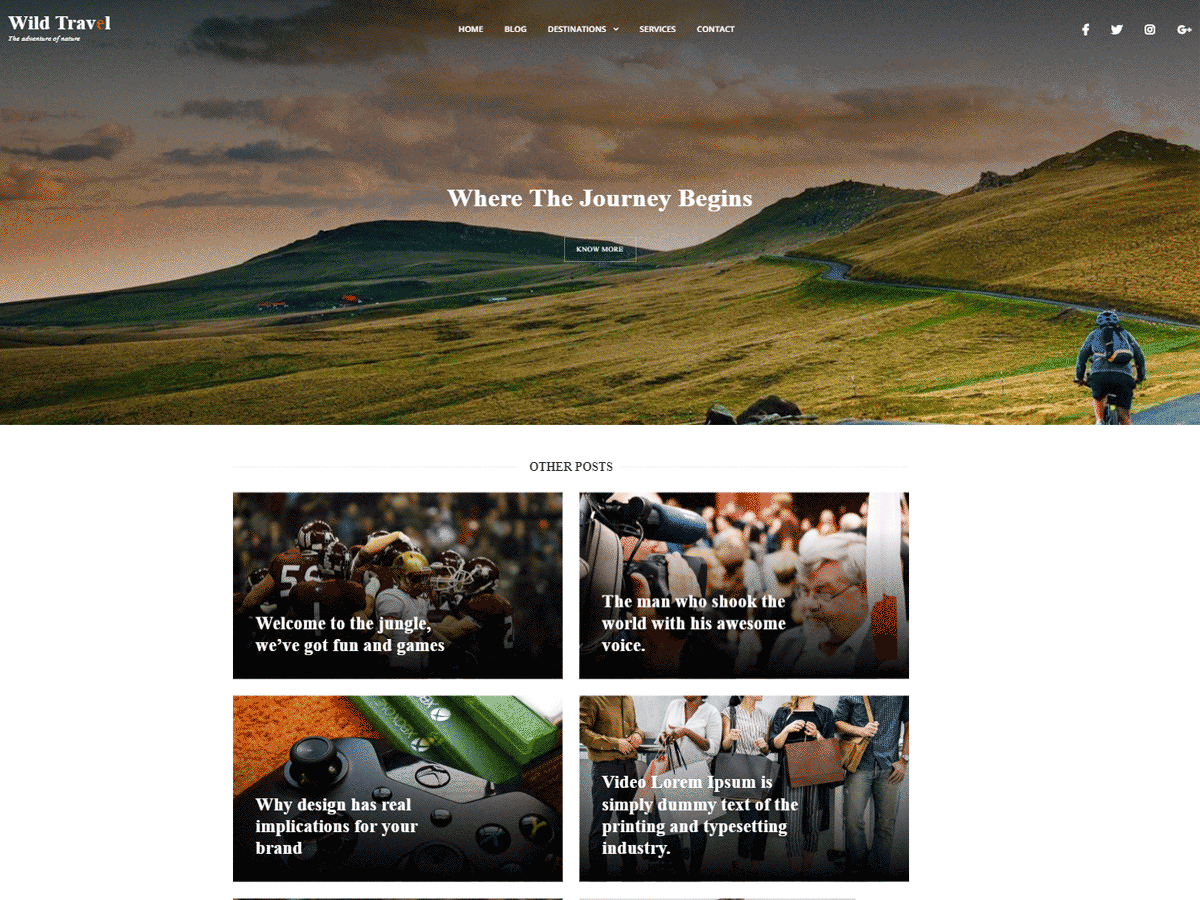 Wild Travel
The adventure of nature
HOME BLOG DESTINATIONS SERVICES CONTACT
Where The Journey Begins
KNOW MORE
OTHER POSTS
56
1
Welcome to the jungle,
we’ve got fun and games
The man who shook the
world with his awesome
voice.
XBOX
Why design has real
implications for your
brand
Y
Video Lorem Ipsum is
simply dummy text of the
printing and typesetting
industry.